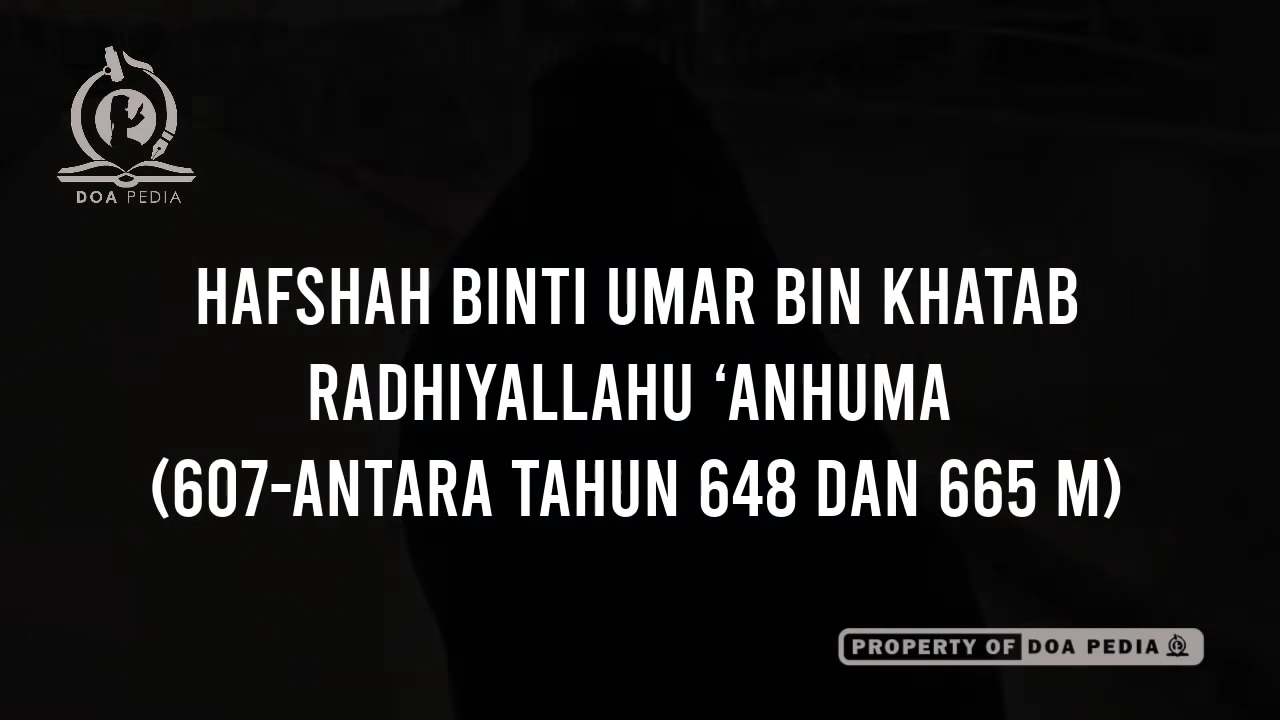 DOA PEDIA
HAFSHAH BINTI UMAR BIN KHATAB
RADHIYALLAHU ‘ANHUMA
(607-ANTARA TAHUN 648 DAN 665 M)
PROPERTY OF DOA PEDIA